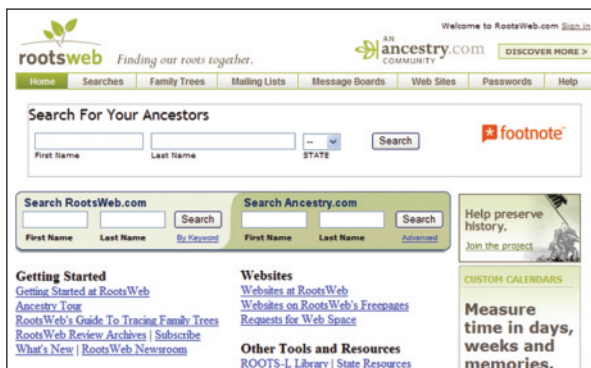 Welcome to RootsWeb.com Sign in
rootsweb Finding our roots together.
AN
ancestry.com
COMMUNITY
DISCOVER MORE >
Home Searches Family Trees Mailing Lists Message Boards Web Sites Passwords Help
Search For Your Ancestors
-- Search
First Name Last Name STATE
footnote
Search RootsWeb.com Search Ancestry.com
Search Search
First Name Last Name By Keyword First Name Last Name Advanced
Help preserve
history.
Join the project
Getting Started
Getting Started at RootsWeb
Ancestry Tour
RootsWeb's Guide To Tracing Family Trees
RootsWeb Review Archives | Subscribe
What's New | RootsWeb Newsroom
Websites
Websites at RootsWeb
Websites on RootsWeb's Freepages
Requests for Web Space
Other Tools and Resources
ROOTS-L Library | State Resources
CUSTOM CALENDARS
Measure
time in days,
weeks and
memories.